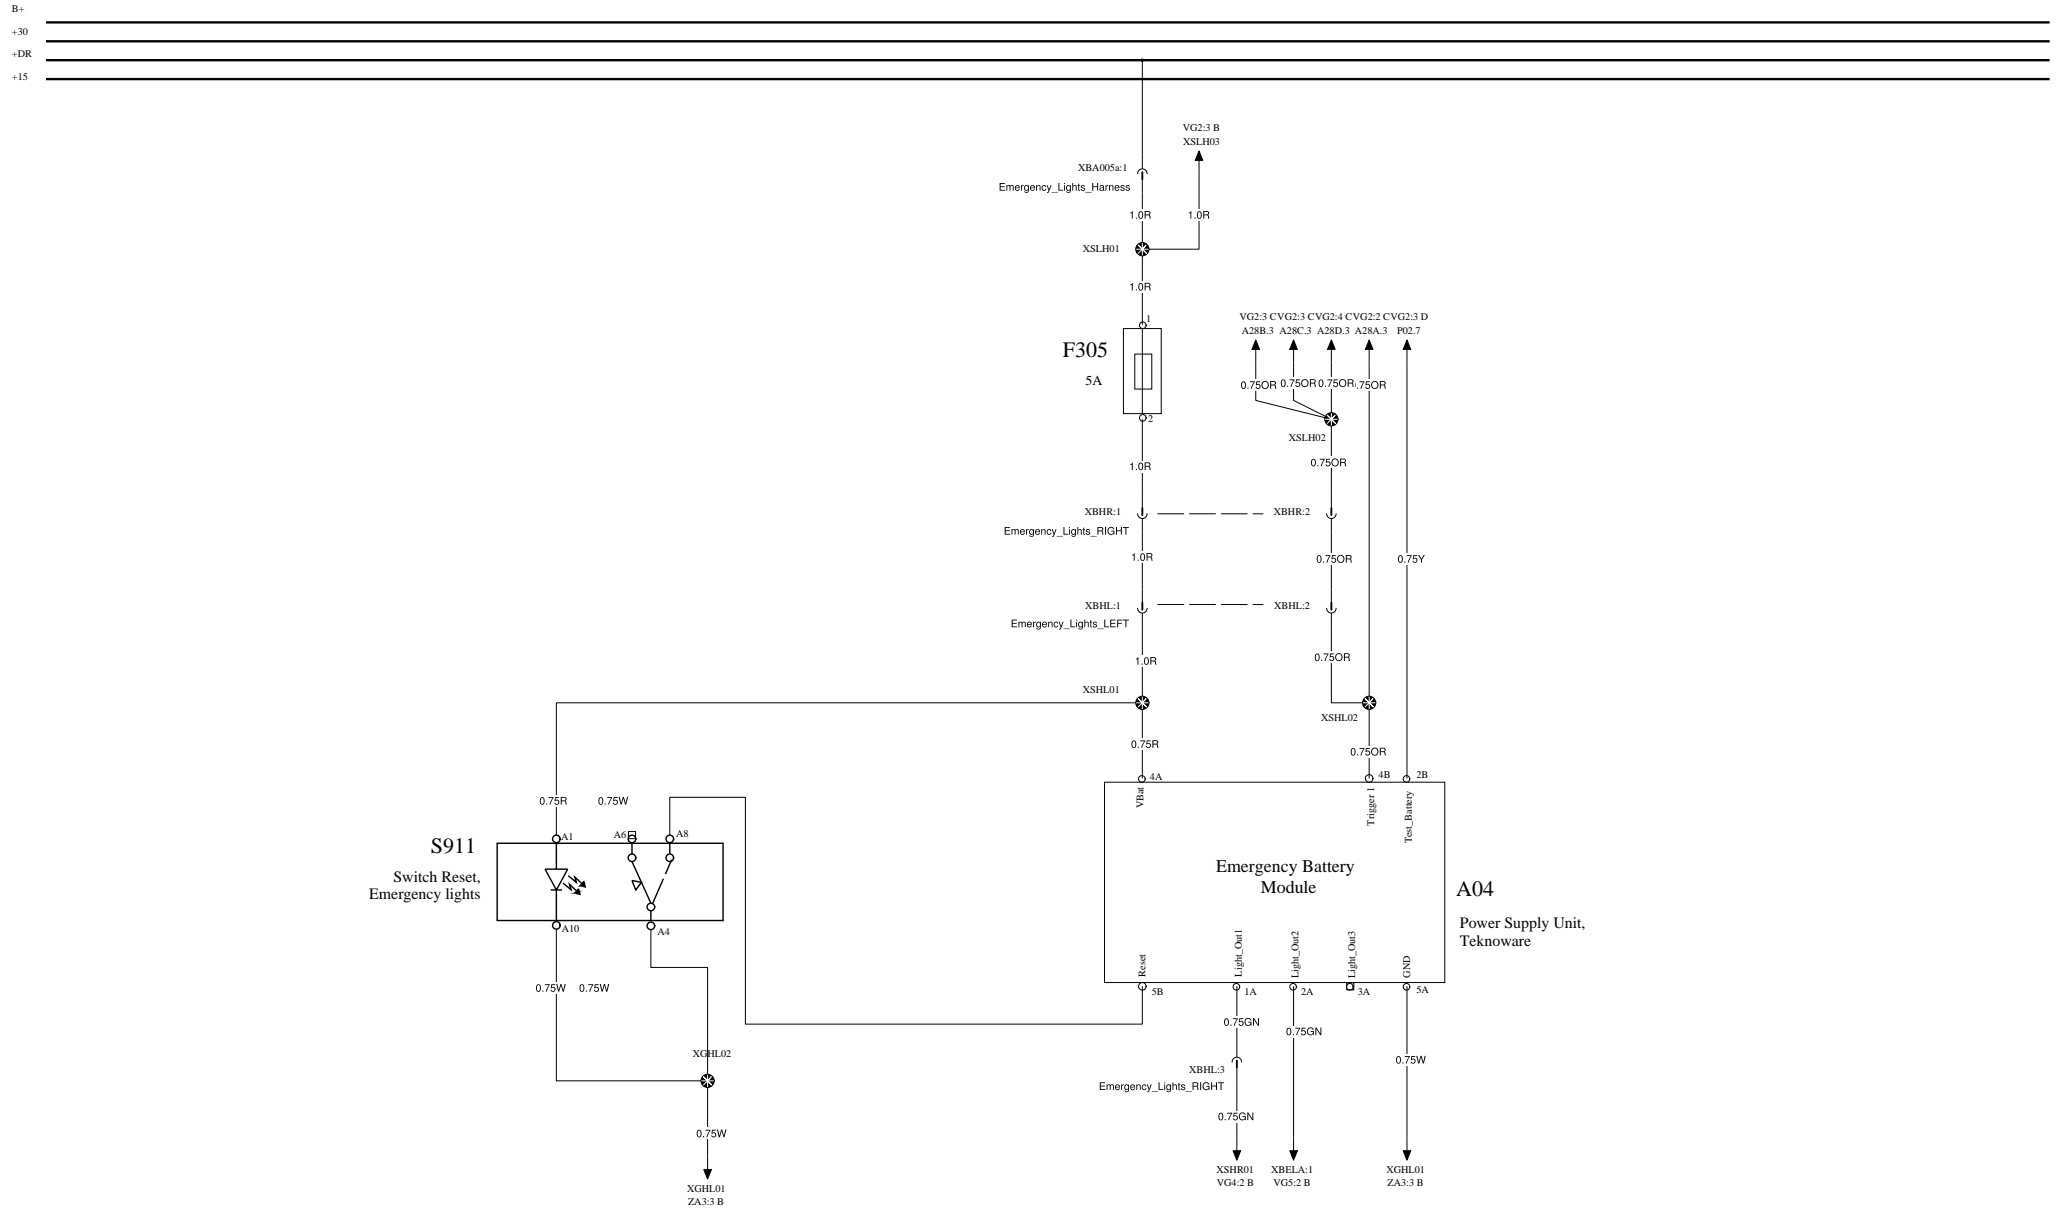 B+
+30
+DR
+15
VG2:3 B
XSLH03
XBA005a:1
Emergency_Lights_Harness
1.0R
1.0R
XSLH01
1.0R
VG2:3 C VG2:3 C VG2:4 C VG2:2 C VG2:3 D
A28B.3 A28C.3 A28D.3 A28A.3 P02.7
1
F305
5A
0.75OR 0.75OR 0.75OR .75OR
2
XSLH02
1.0R
0.75OR
XBHR:1
XBHR:2
Emergency_Lights_RIGHT
1.0R
0.75OR
0.75Y
XBHL:1
XBHL:2
Emergency_Lights_LEFT
1.0R
0.75OR
XSHL01
XSHL02
0.75R
0.75OR
4A
4B
2B
VBat
Trigger 1
Test_Battery
0.75R
0.75W
A1
A6
A8
S911
Switch Reset,
Emergency lights
A10
A4
Emergency Battery
Module
A04
Power Supply Unit,
Teknoware
Reset
Light_Out1
Light_Out2
Light_Out3
GND
5B
1A
2A
3A
5A
0.75W
0.75W
0.75GN
0.75GN
XGHL02
0.75W
XBHL:3
Emergency_Lights_RIGHT
0.75GN
0.75W
XGHL01
ZA3:3 B
XSHR01
VG4:2 B
XBELA:1
VG5:2 B
XGHL01
ZA3:3 B